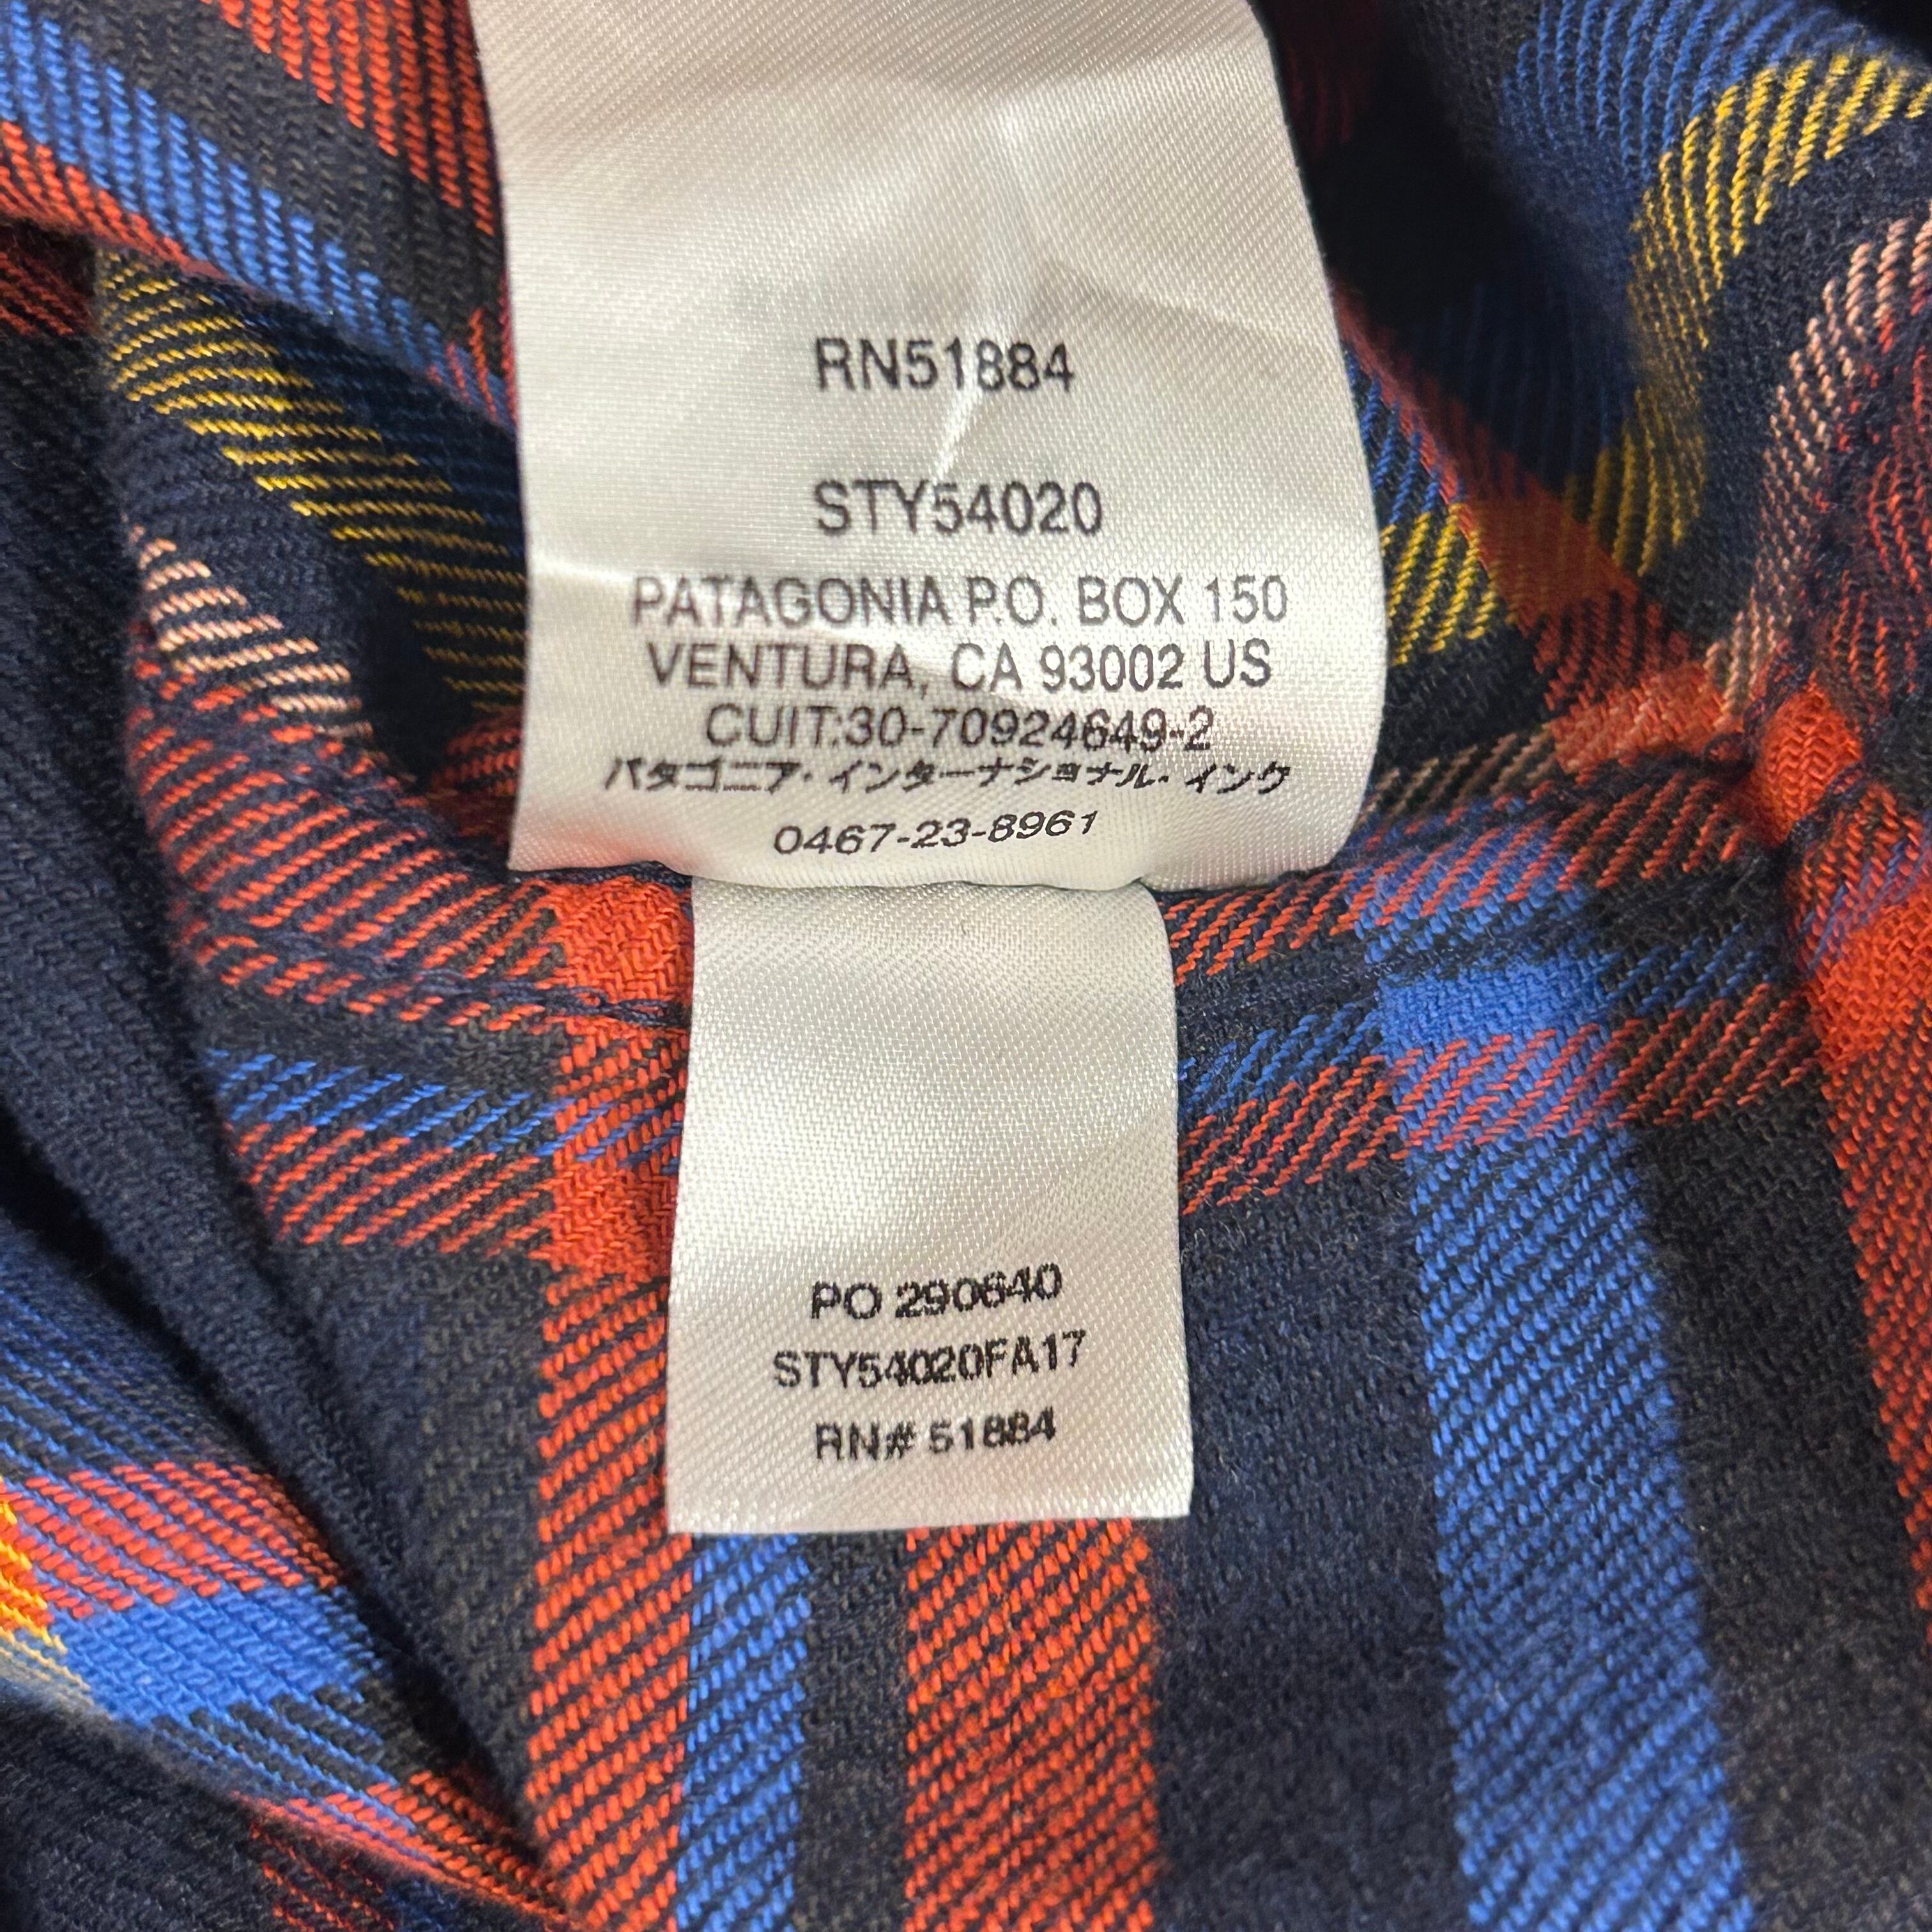 RN51884
STY54020
PATAGONIA P.O. BOX 150
VENTURA, CA 93002 US
CUIT:30-70924649-2
パタゴニア・インターナショナル・インク
0467-23-8961
PO 290640
STY54020FA17
RN# 51884